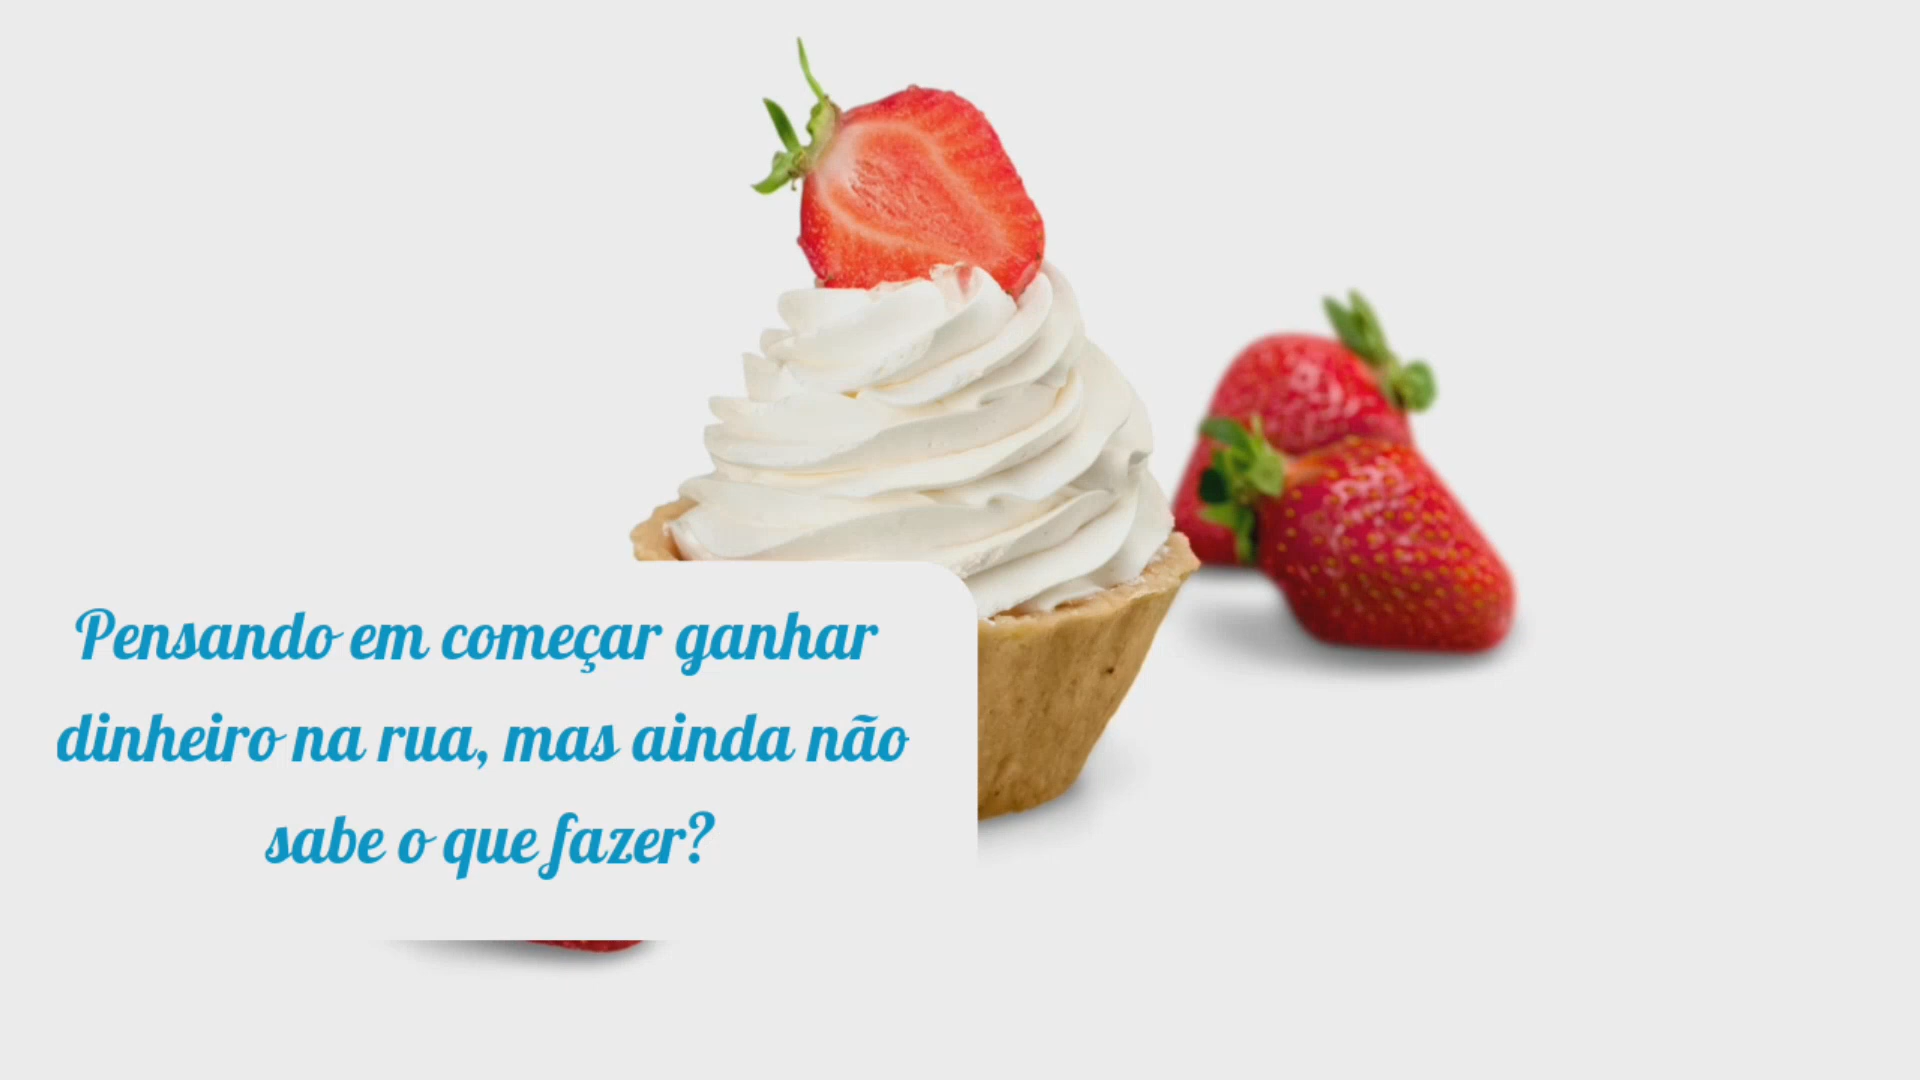 Pensando em começar ganhar
dinheiro na rua, mas ainda não
sabe o que fazer?